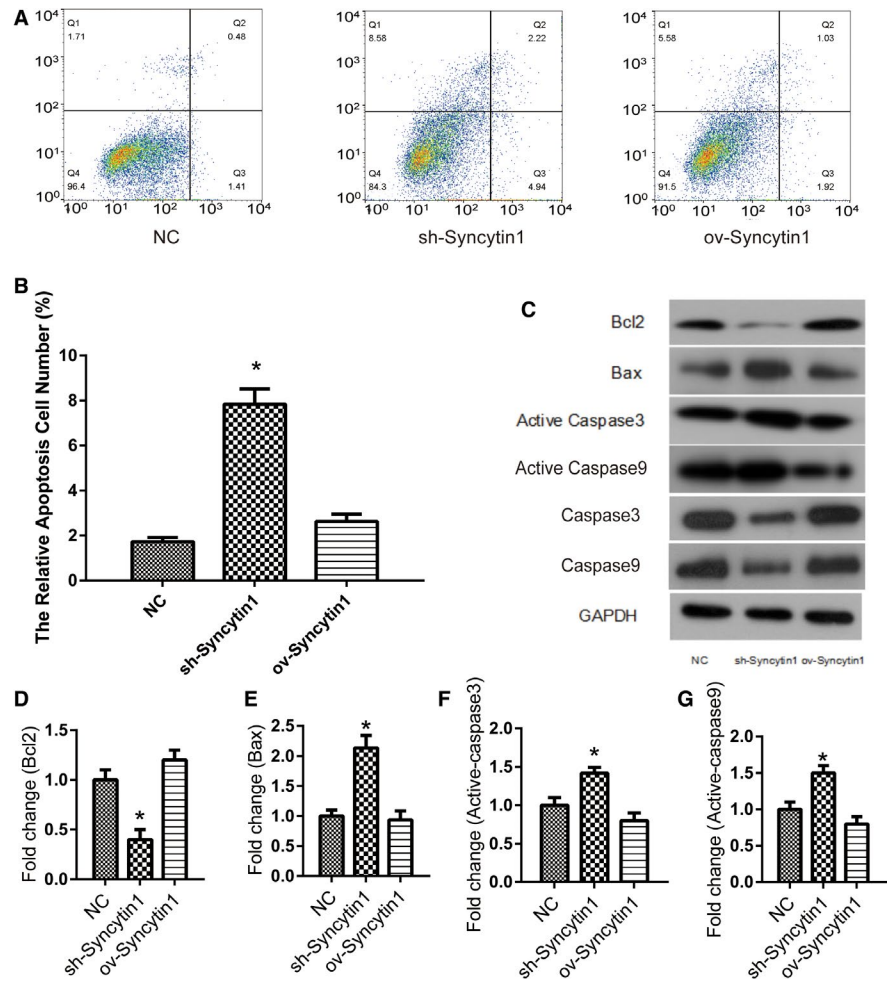 A
10⁴
10³
10²
10¹
10⁰
Q1
1.71
Q2
0.48
Q4
96.4
Q3
1.41
10⁰ 10¹ 10² 10³ 10⁴
NC
10⁴
10³
10²
10¹
10⁰
Q1
8.58
Q2
2.22
Q4
84.3
Q3
4.94
10⁰ 10¹ 10² 10³ 10⁴
sh-Syncytin1
10⁴
10³
10²
10¹
10⁰
Q1
5.58
Q2
1.03
Q4
91.5
Q3
1.92
10⁰ 10¹ 10² 10³ 10⁴
ov-Syncytin1
B
The Relative Apoptosis Cell Number (%)
10
8
6
4
2
0
*
NC
sh-Syncytin1
ov-Syncytin1
C
Bcl2
Bax
Active Caspase3
Active Caspase9
Caspase3
Caspase9
GAPDH
NC sh-Syncytin1 ov-Syncytin1
D
Fold change (Bcl2)
1.5
1.0
0.5
0.0
*
NC
sh-Syncytin1
ov-Syncytin1
E
Fold change (Bax)
2.5
2.0
1.5
1.0
0.5
0.0
*
NC
sh-Syncytin1
ov-Syncytin1
F
Fold change (Active-caspase3)
2.0
1.5
1.0
0.5
0.0
*
NC
sh-Syncytin1
ov-Syncytin1
G
Fold change (Active-caspase9)
2.0
1.5
1.0
0.5
0.0
*
NC
sh-Syncytin1
ov-Syncytin1